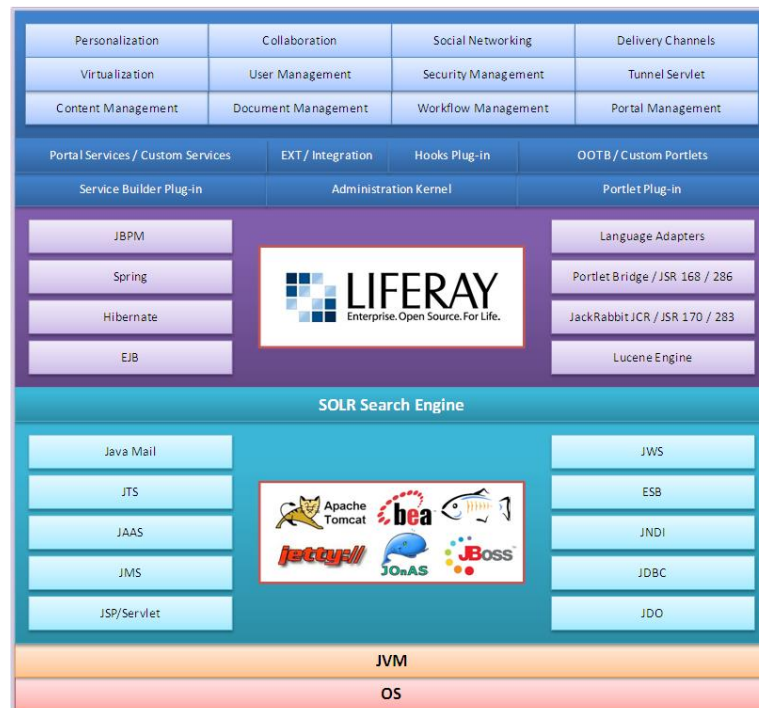 Personalization
Collaboration
Social Networking
Delivery Channels
Virtualization
User Management
Security Management
Tunnel Servlet
Content Management
Document Management
Workflow Management
Portal Management
Portal Services / Custom Services
EXT / Integration
Hooks Plug-in
OOTB / Custom Portlets
Service Builder Plug-in
Administration Kernel
Portlet Plug-in
JBPM
Spring
Hibernate
EJB
LIFERAY
Enterprise. Open Source. For Life.
Language Adapters
Portlet Bridge / JSR 168 / 286
JackRabbit JCR / JSR 170 / 283
Lucene Engine
SOLR Search Engine
Java Mail
JTS
JAAS
JMS
JSP/Servlet
Apache
Tomcat
bea
jetty://
JOnAS
JBoss
JWS
ESB
JNDI
JDBC
JDO
JVM
OS